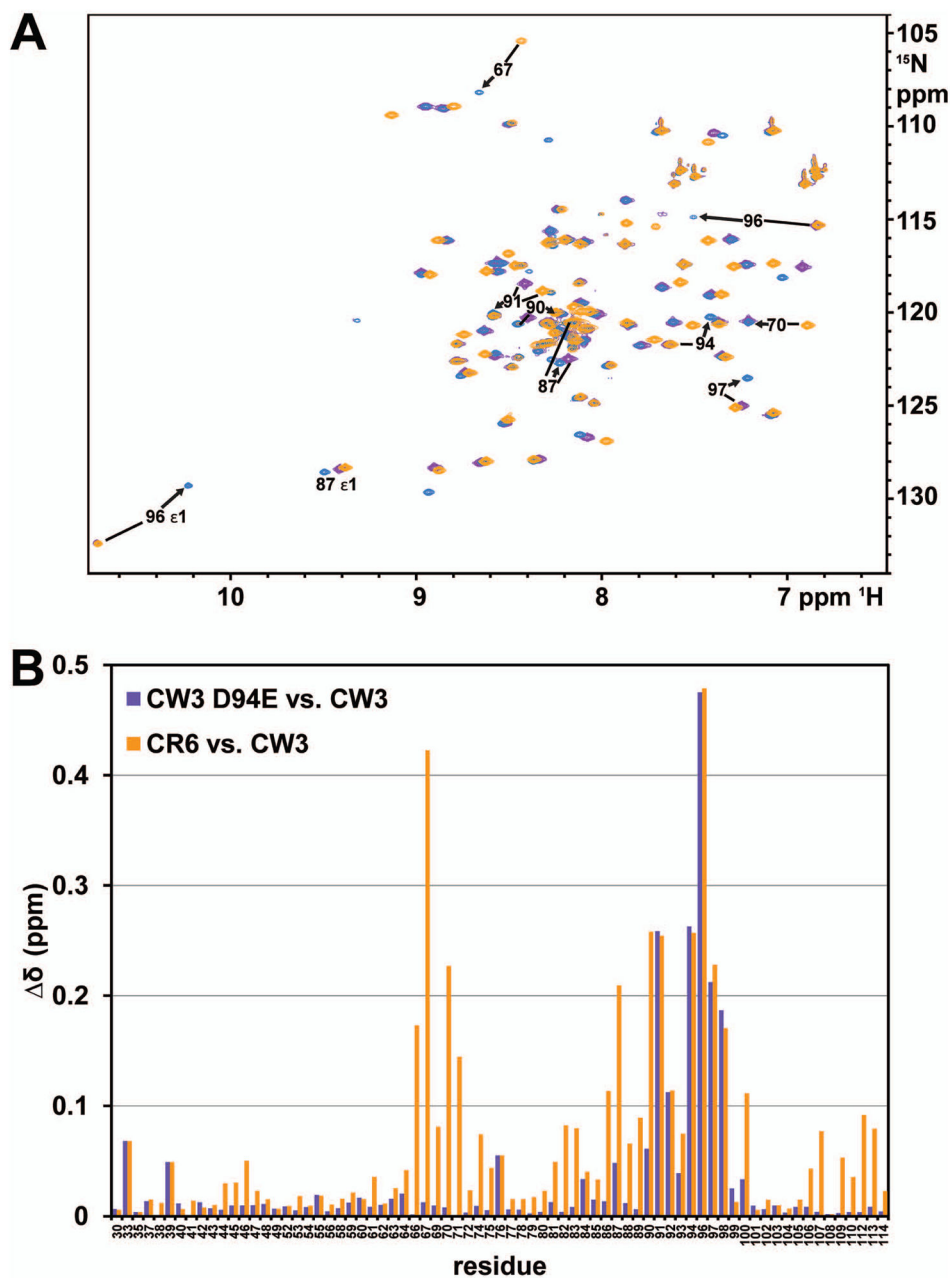 A
105
¹⁵N
ppm
67
110
96
115
91
90
120
70
94
87
97
125
87 ε1
96 ε1
130
10 9 8 7 ppm ¹H
B
0.5
CW3 D94E vs. CW3
CR6 vs. CW3
0.4
0.3
Δδ (ppm)
0.2
0.1
0
30 33 35 37 38 39 40 41 42 43 44 45 46 47 48 49 52 53 54 55 56 58 59 60 61 62 64 65 66 67 69 70 71 72 74 75 76 77 78 80 81 82 83 84 85 86 87 88 89 90 91 92 93 94 96 97 98 99 100 101 102 103 104 105 106 107 108 109 110 112 113 114
residue